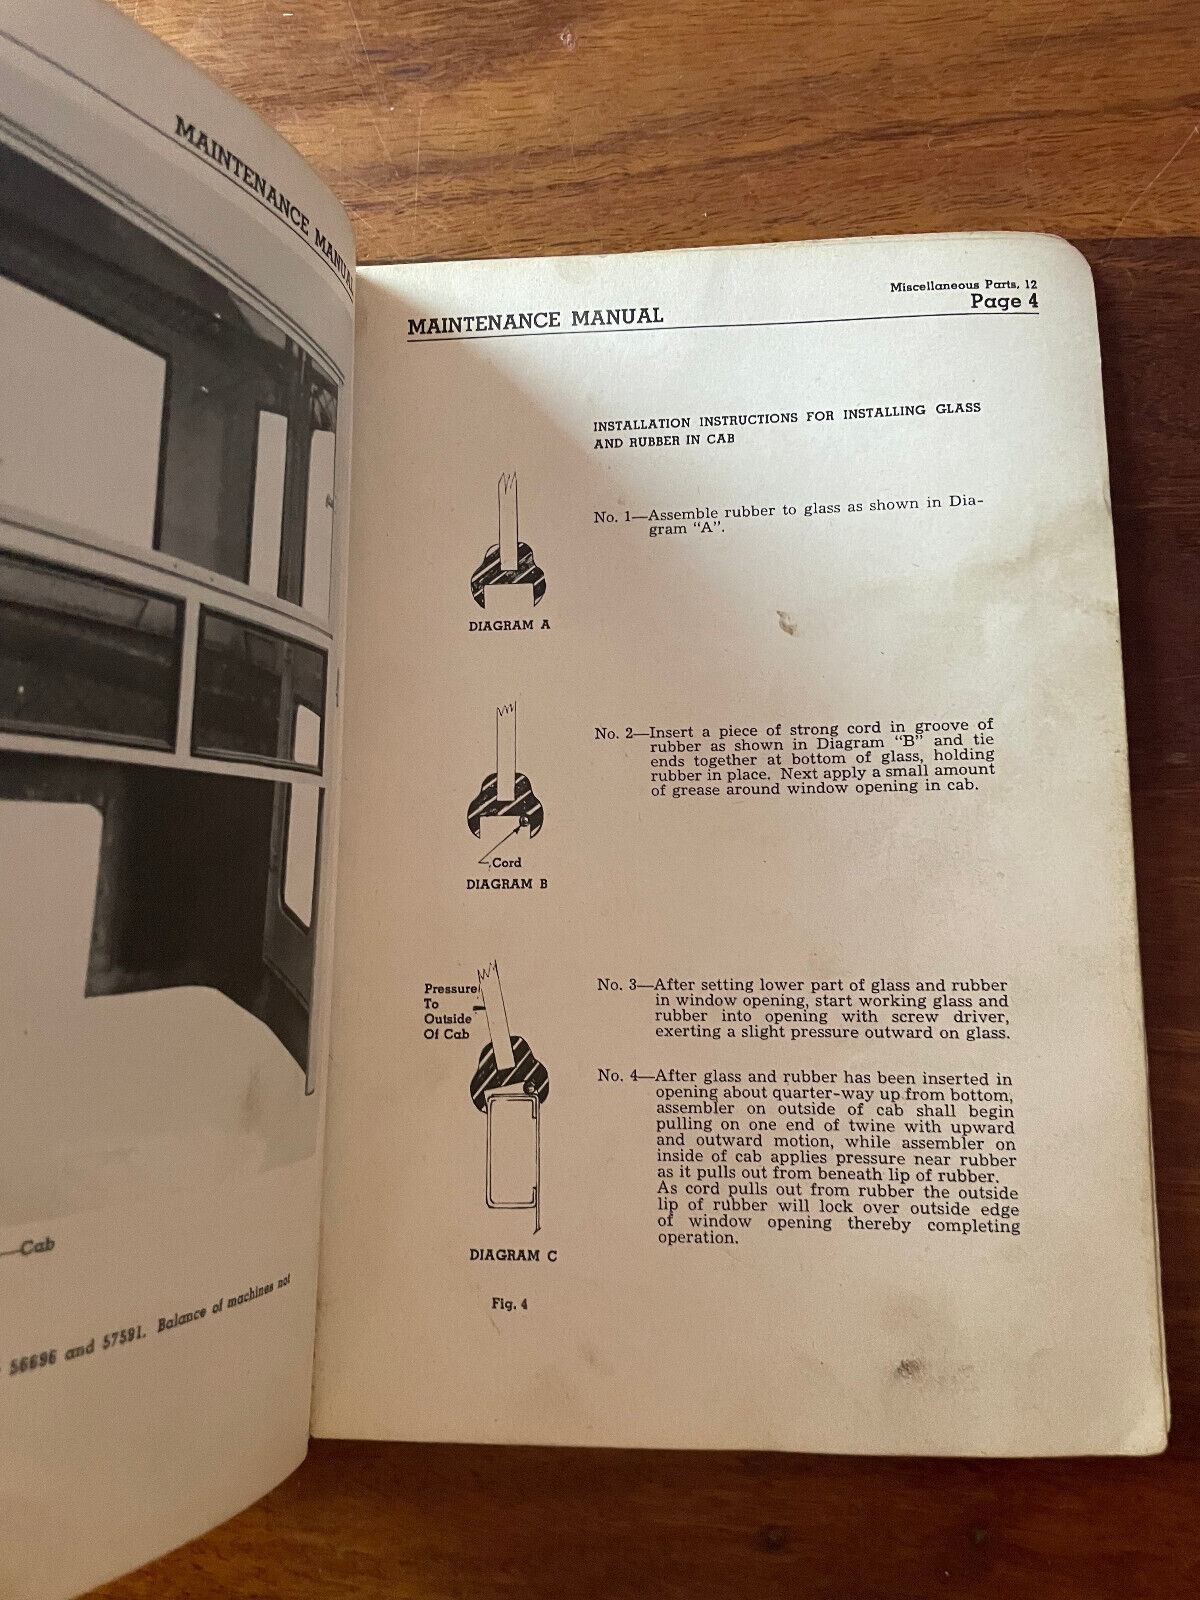 MAINTENANCE MANUAL
—Cab
56696 and 57591. Balance of machines not
Miscellaneous Parts, 12
Page 4
MAINTENANCE MANUAL
INSTALLATION INSTRUCTIONS FOR INSTALLING GLASS
AND RUBBER IN CAB
No. 1—Assemble rubber to glass as shown in Dia-
gram "A".
DIAGRAM A
No. 2—Insert a piece of strong cord in groove of
rubber as shown in Diagram "B" and tie
ends together at bottom of glass, holding
rubber in place. Next apply a small amount
of grease around window opening in cab.
Cord
DIAGRAM B
Pressure
To
Outside
Of Cab
No. 3—After setting lower part of glass and rubber
in window opening, start working glass and
rubber into opening with screw driver,
exerting a slight pressure outward on glass.
No. 4—After glass and rubber has been inserted in
opening about quarter-way up from bottom,
assembler on outside of cab shall begin
pulling on one end of twine with upward
and outward motion, while assembler on
inside of cab applies pressure near rubber
as it pulls out from beneath lip of rubber.
As cord pulls out from rubber the outside
lip of rubber will lock over outside edge
of window opening thereby completing
operation.
DIAGRAM C
Fig. 4